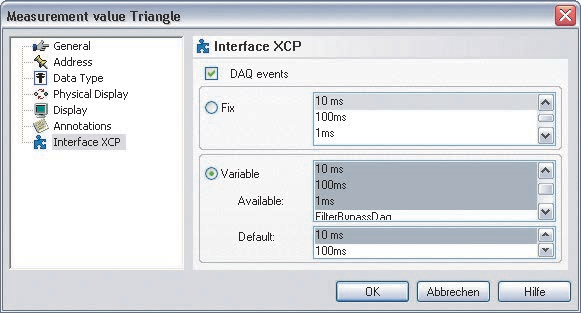 Measurement value Triangle
General
Address
Data Type
Physical Display
Display
Annotations
Interface XCP
Interface XCP
DAQ events
Fix
10 ms
100ms
1ms
Variable
Available:
10 ms
100ms
1ms
FilterBypassDaq
Default:
10 ms
100ms
OK
Abbrechen
Hilfe